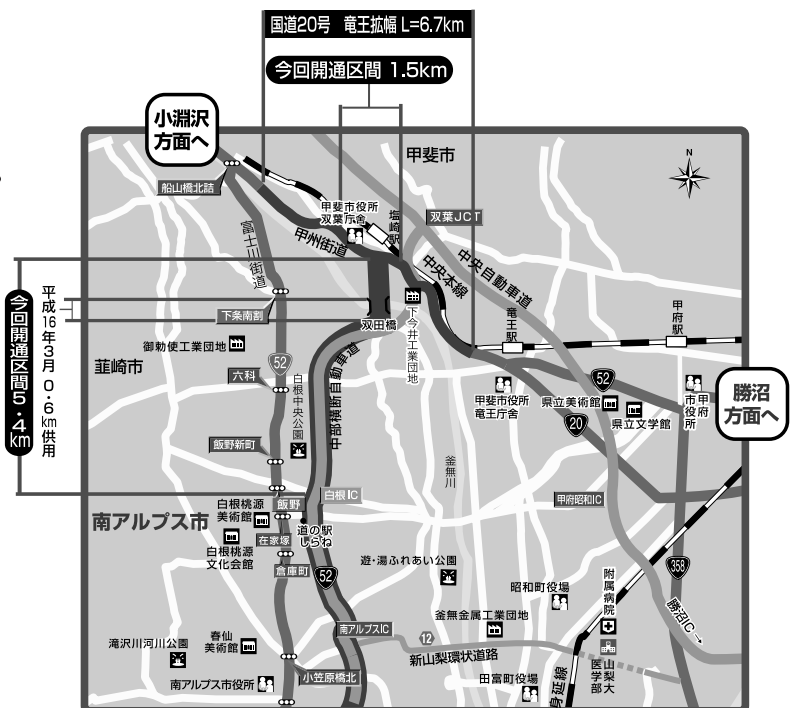 国道20号 竜王拡幅 L=6.7km
今回開通区間 1.5km
小淵沢
方面へ
甲斐市
N
船山橋北詰
甲斐市役所
双葉庁舎
塩崎駅
双葉JCT
富士川街道
甲州街道
中央本線
中央自動車道
今回開通区間5・4km
平成16年3月 0・6km供用
下条南割
双田橋
下今井工業団地
竜王駅
甲府駅
御勅使工業団地
韮崎市
52
六科
白根中央公園
中部横断自動車道
甲斐市役所
竜王庁舎
52
県立美術館
県立文学館
甲府
市役所
勝沼
方面へ
20
飯野新町
釜無川
白根IC
甲府昭和IC
南アルプス市
白根桃源
美術館
飯野
道の駅
しらね
在家塚
白根桃源
文化会館
倉庫町
52
遊・湯ふれあい公園
昭和町役場
附属病院
358
勝沼IC→
釜無金属工業団地
南アルプスIC
12
新山梨環状道路
滝沢川河川公園
春仙
美術館
山梨大
医学部
小笠原橋北
南アルプス市役所
田富町役場
身延線